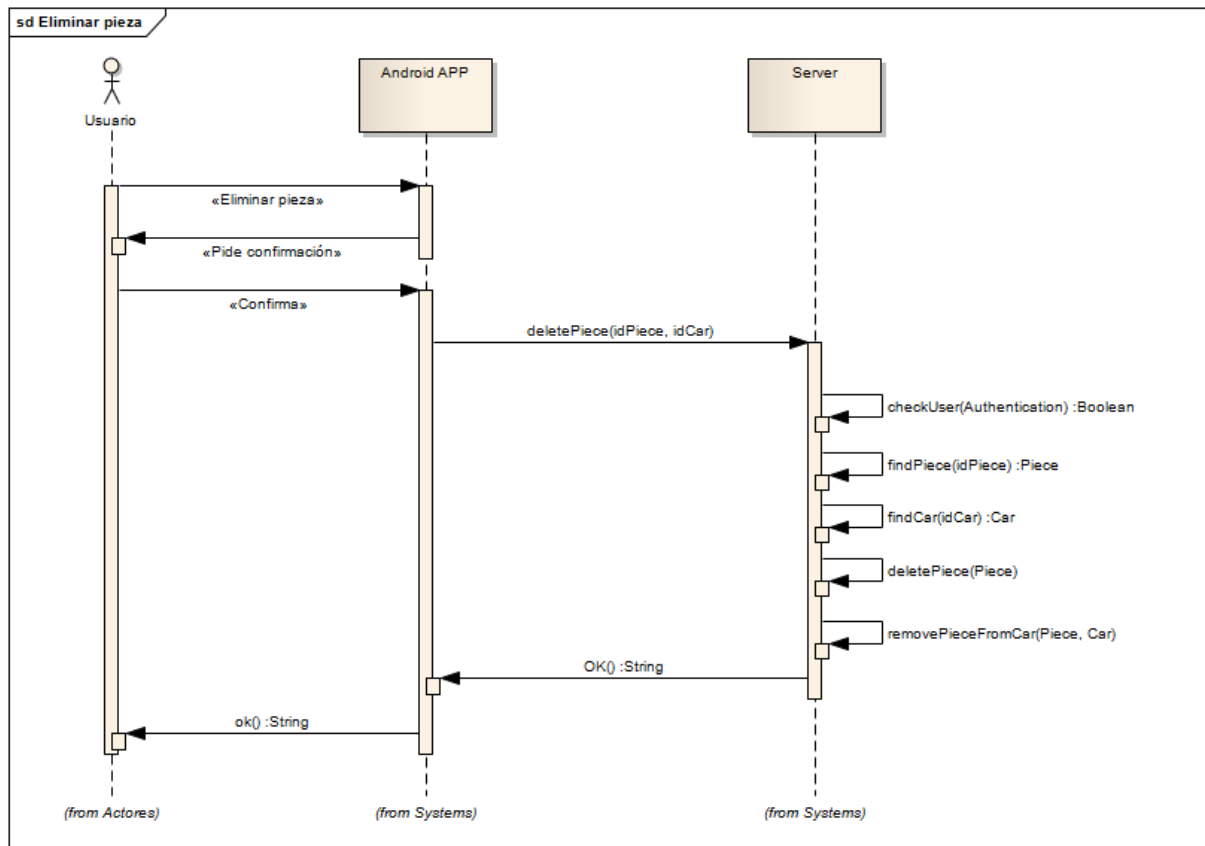 sd Eliminar pieza
Usuario
Android APP
Server
«Eliminar pieza»
«Pide confirmación»
«Confirma»
deletePiece(idPiece, idCar)
checkUser(Authentication) :Boolean
findPiece(idPiece) :Piece
findCar(idCar) :Car
deletePiece(Piece)
removePieceFromCar(Piece, Car)
OK() :String
ok() :String
(from Actores)
(from Systems)
(from Systems)